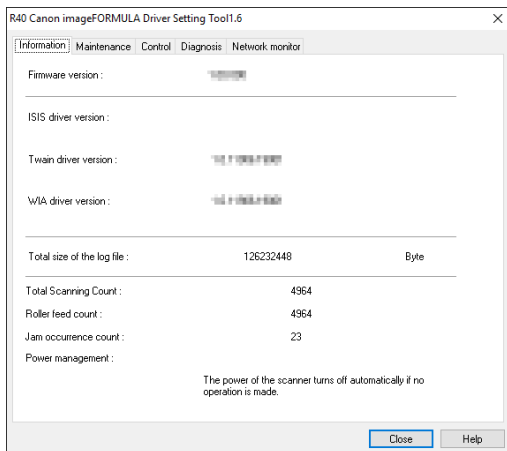 R40 Canon imageFORMULA Driver Setting Tool1.6
Information Maintenance Control Diagnosis Network monitor
Firmware version :
ISIS driver version :
Twain driver version :
WIA driver version :
Total size of the log file : 126232448 Byte
Total Scanning Count : 4964
Roller feed count : 4964
Jam occurrence count : 23
Power management :
The power of the scanner turns off automatically if no
operation is made.
Close Help